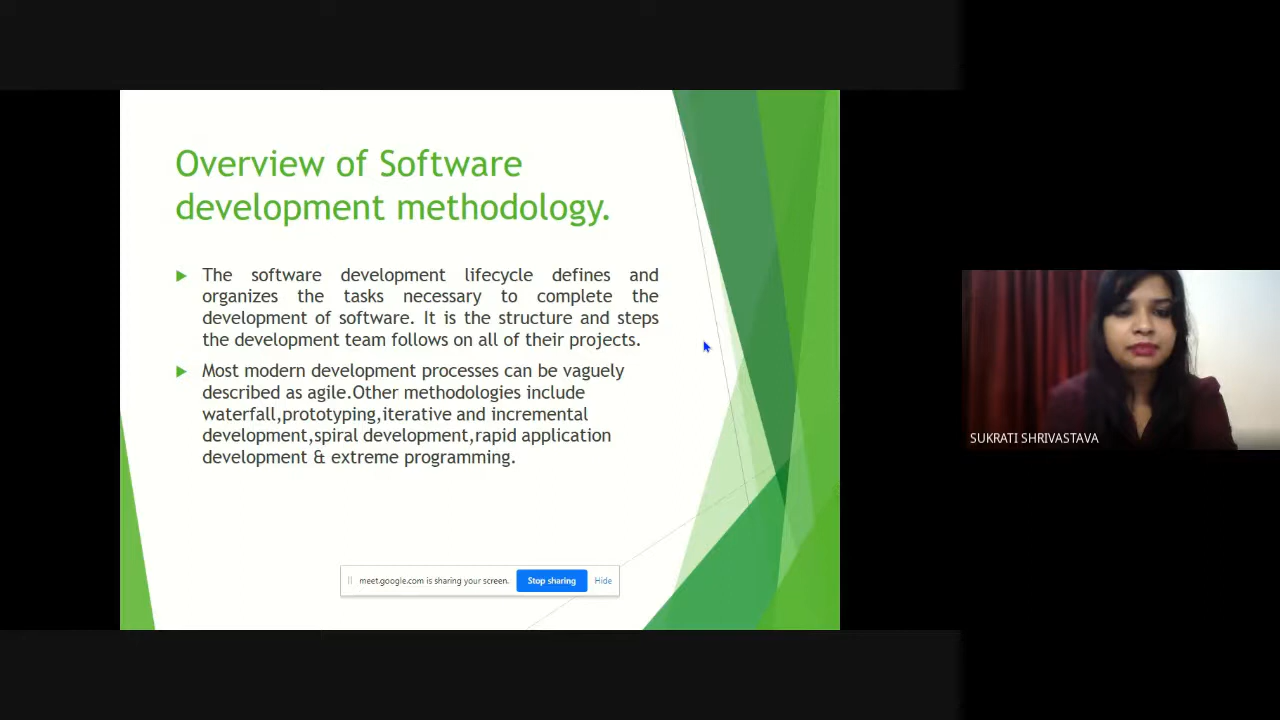 Overview of Software
development methodology.
The software development lifecycle defines and
organizes the tasks necessary to complete the
development of software. It is the structure and steps
the development team follows on all of their projects.
Most modern development processes can be vaguely
described as agile.Other methodologies include
waterfall,prototyping,iterative and incremental
development,spiral development,rapid application
development & extreme programming.
meet.google.com is sharing your screen.
Stop sharing
Hide
SUKRATI SHRIVASTAVA